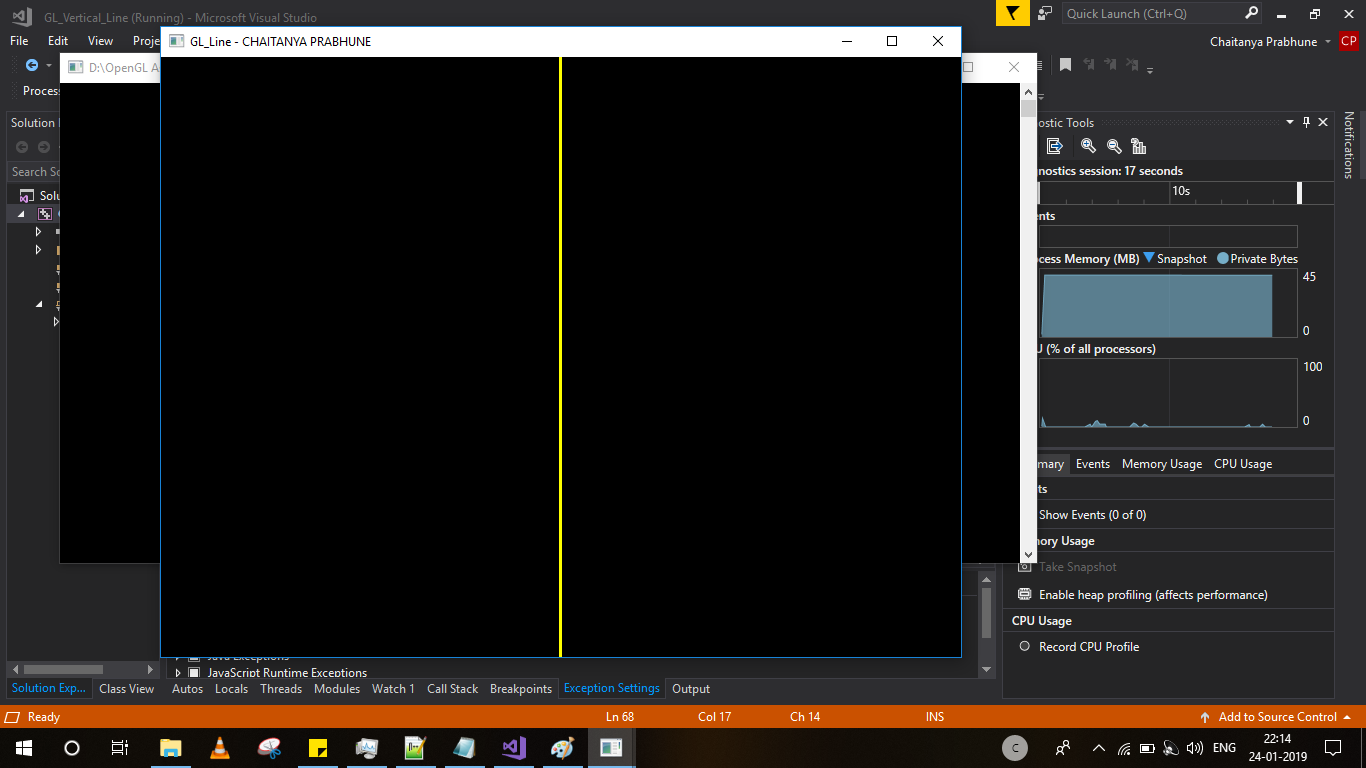 GL_Vertical_Line (Running) - Microsoft Visual Studio
Quick Launch (Ctrl+Q)
File Edit View Proje
Chaitanya Prabhune CP
GL_Line - CHAITANYA PRABHUNE
D:\OpenGL A
Proces
Solution
Search So
Solu
Notifications
ostic Tools
nostics session: 17 seconds
10s
ents
ocess Memory (MB) Snapshot Private Bytes
45
0
U (% of all processors)
100
0
mary Events Memory Usage CPU Usage
ts
Show Events (0 of 0)
ory Usage
Take Snapshot
Enable heap profiling (affects performance)
CPU Usage
Record CPU Profile
Java Exceptions
JavaScript Runtime Exceptions
Solution Exp... Class View Autos Locals Threads Modules Watch 1 Call Stack Breakpoints Exception Settings Output
Ready Ln 68 Col 17 Ch 14 INS Add to Source Control
C ENG 22:14
24-01-2019